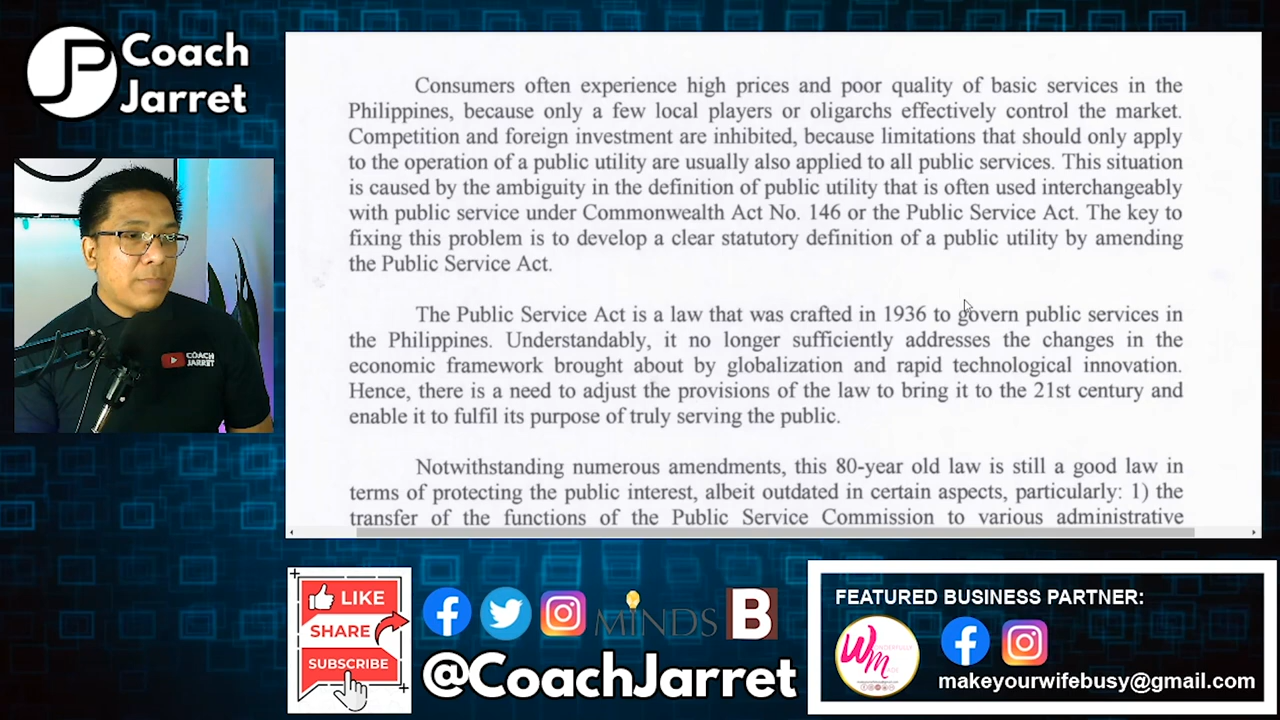 Coach
Jarret
Consumers often experience high prices and poor quality of basic services in the
Philippines, because only a few local players or oligarchs effectively control the market.
Competition and foreign investment are inhibited, because limitations that should only apply
to the operation of a public utility are usually also applied to all public services. This situation
is caused by the ambiguity in the definition of public utility that is often used interchangeably
with public service under Commonwealth Act No. 146 or the Public Service Act. The key to
fixing this problem is to develop a clear statutory definition of a public utility by amending
the Public Service Act.
The Public Service Act is a law that was crafted in 1936 to govern public services in
the Philippines. Understandably, it no longer sufficiently addresses the changes in the
economic framework brought about by globalization and rapid technological innovation.
Hence, there is a need to adjust the provisions of the law to bring it to the 21st century and
enable it to fulfil its purpose of truly serving the public.
Notwithstanding numerous amendments, this 80-year old law is still a good law in
terms of protecting the public interest, albeit outdated in certain aspects, particularly: 1) the
transfer of the functions of the Public Service Commission to various administrative
COACH
JARRET
LIKE
SHARE
SUBSCRIBE
MINDS
B
@CoachJarret
FEATURED BUSINESS PARTNER:
WM
makeyourwifebusy@gmail.com